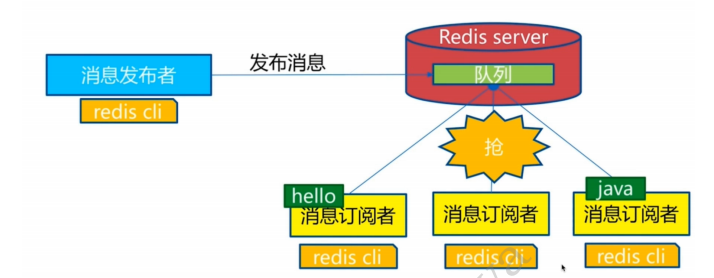 Redis server
发布消息
消息发布者
队列
redis cli
抢
hello
java
消息订阅者
消息订阅者
消息订阅者
redis cli
redis cli
redis cli